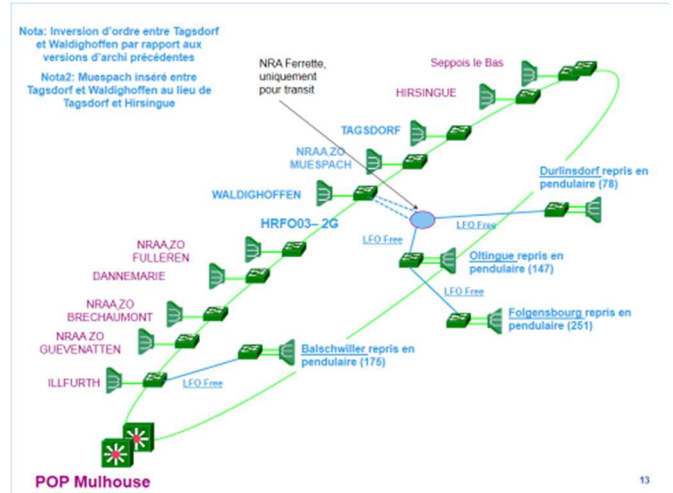 Nota: Inversion d'ordre entre Tagsdorf
et Waldighoffen par rapport aux
versions d'archi précédentes
Nota2: Muespach inséré entre
Tagsdorf et Waldighoffen au lieu de
Tagsdorf et Hirsingue
NRA Ferrette,
uniquement
pour transit
Seppois le Bas
HIRSINGUE
TAGSDORF
NRAA,ZO
MUESPACH
WALDIGHOFFEN
HRFO03– 2G
Durlinsdorf repris en
pendulaire (78)
LFO Free
LFO Free
Oltingue repris en
pendulaire (147)
LFO Free
Folgensbourg repris en
pendulaire (251)
NRAA,ZO
FULLEREN
DANNEMARIE
NRAA,ZO
BRECHAUMONT
NRAA,ZO
GUEVENATTEN
Balschwiller repris en
pendulaire (175)
ILLFURTH
LFO Free
POP Mulhouse
13